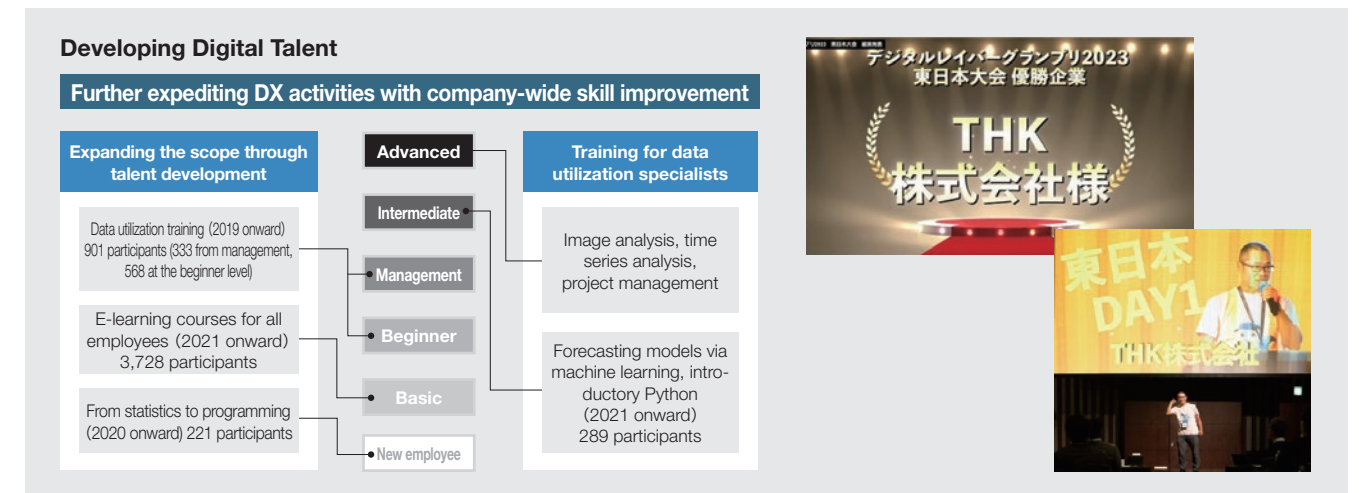 Developing Digital Talent
Further expediting DX activities with company-wide skill improvement
Expanding the scope through
talent development
Data utilization training (2019 onward)
901 participants (333 from management,
568 at the beginner level)
E-learning courses for all
employees (2021 onward)
3,728 participants
From statistics to programming
(2020 onward) 221 participants
Advanced
Intermediate
Management
Beginner
Basic
New employee
Training for data
utilization specialists
Image analysis, time
series analysis,
project management
Forecasting models via
machine learning, intro-
ductory Python
(2021 onward)
289 participants
デジタルレイバーグランプリ2023
東日本大会 優勝企業
THK
株式会社様
東日本
DAY1
THK株式会社